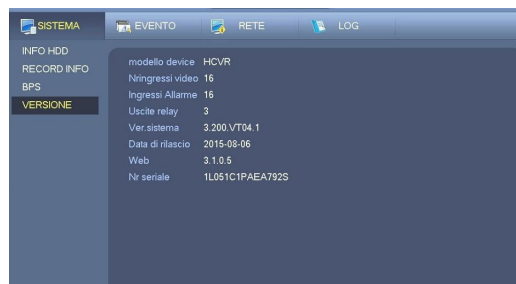 SISTEMA EVENTO RETE LOG
INFO HDD
RECORD INFO
BPS
VERSIONE
modello device HCVR
Nringressi video 16
Ingressi Allarme 16
Uscite relay 3
Ver.sistema 3.200.VT04.1
Data di rilascio 2015-08-06
Web 3.1.0.5
Nr seriale 1L051C1PAEA792S